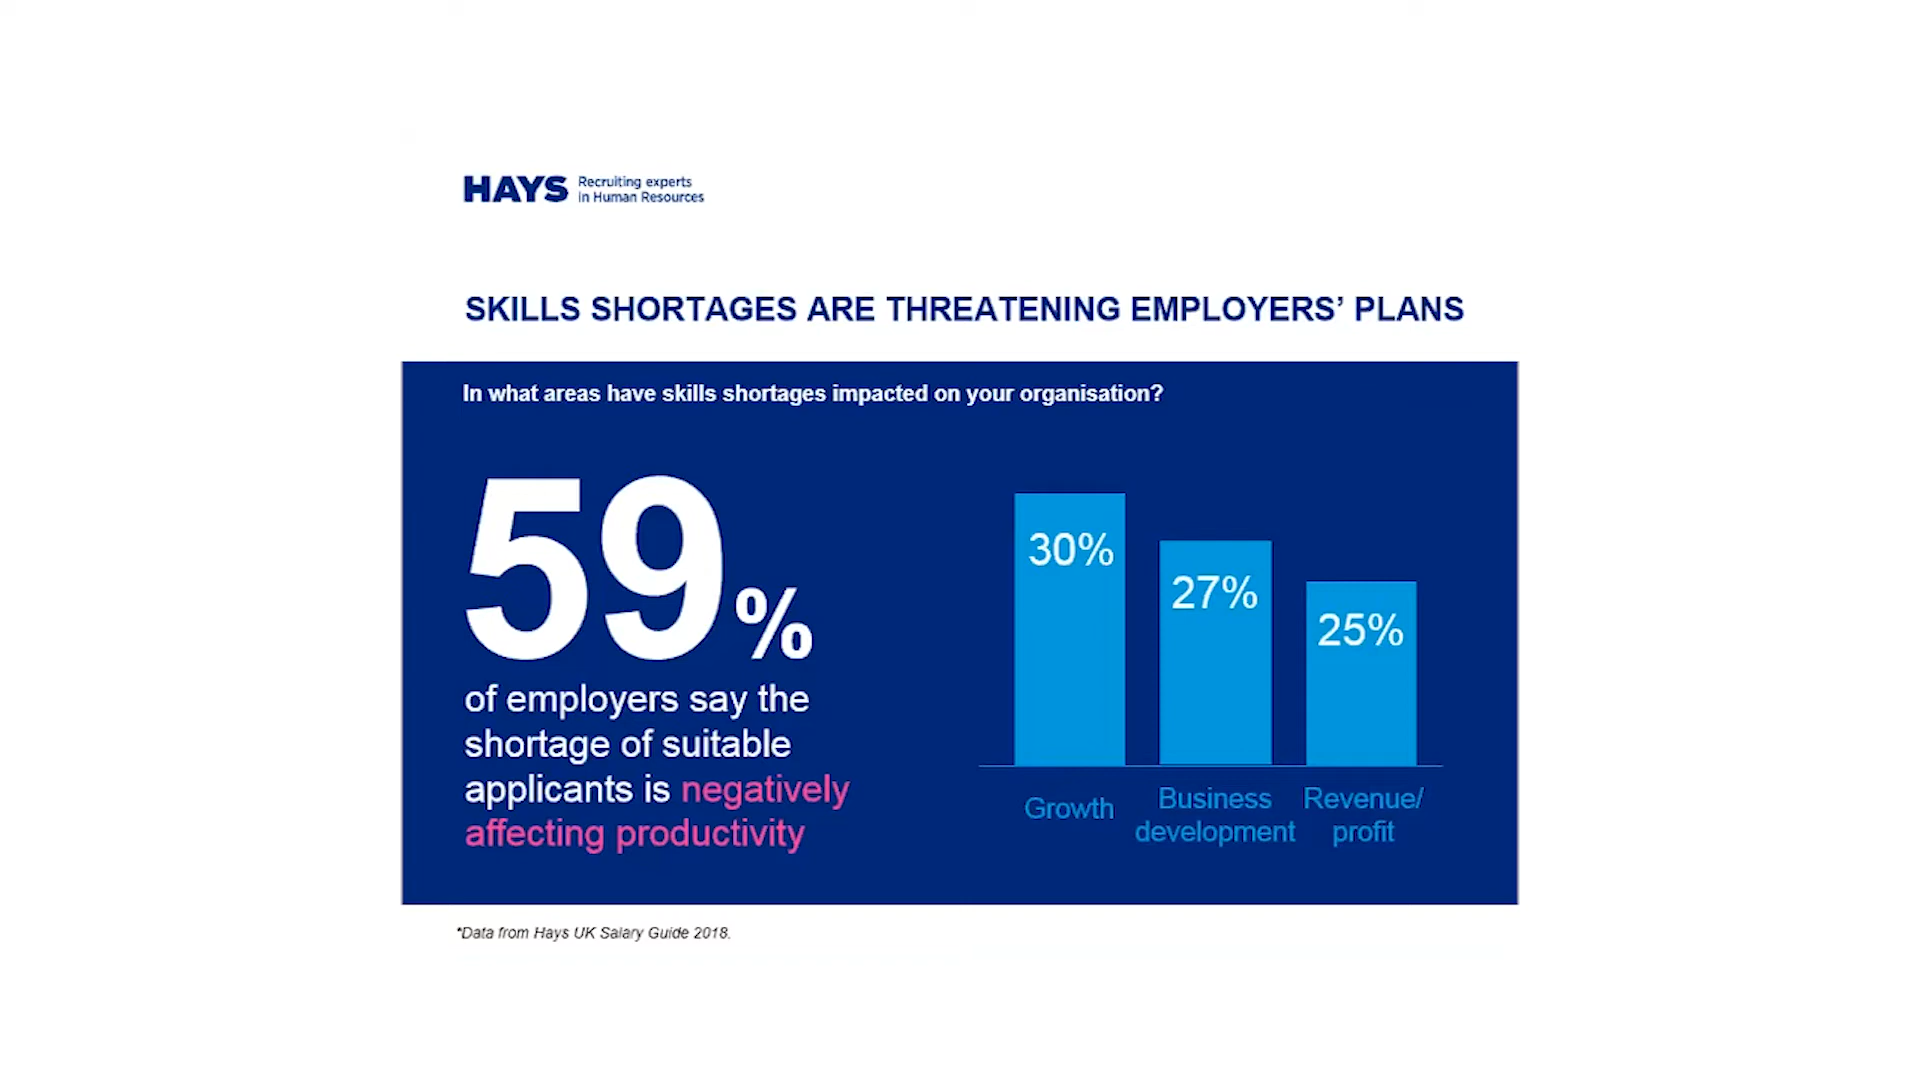 HAYS Recruiting experts
in Human Resources
SKILLS SHORTAGES ARE THREATENING EMPLOYERS’ PLANS
In what areas have skills shortages impacted on your organisation?
59%
of employers say the
shortage of suitable
applicants is negatively
affecting productivity
30%
27%
25%
Growth
Business
development
Revenue/
profit
*Data from Hays UK Salary Guide 2018.